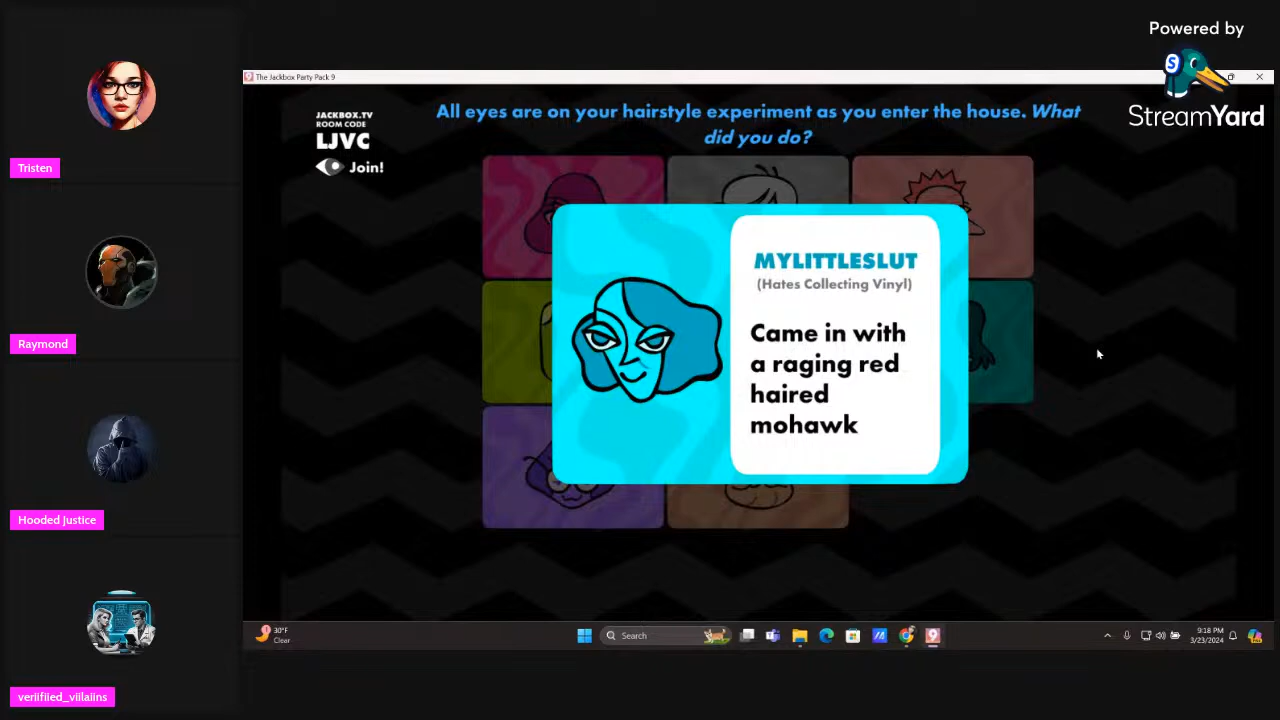 Powered by
StreamYard
The Jackbox Party Pack 9
JACKBOX.TV
ROOM CODE
LJVC
Join!
All eyes are on your hairstyle experiment as you enter the house. What
did you do?
MYLITTLESLUT
(Hates Collecting Vinyl)
Came in with
a raging red
haired
mohawk
Tristen
Raymond
Hooded Justice
veriifiied_viilaiins
30°F
Clear
Search
9:18 PM
3/23/2024